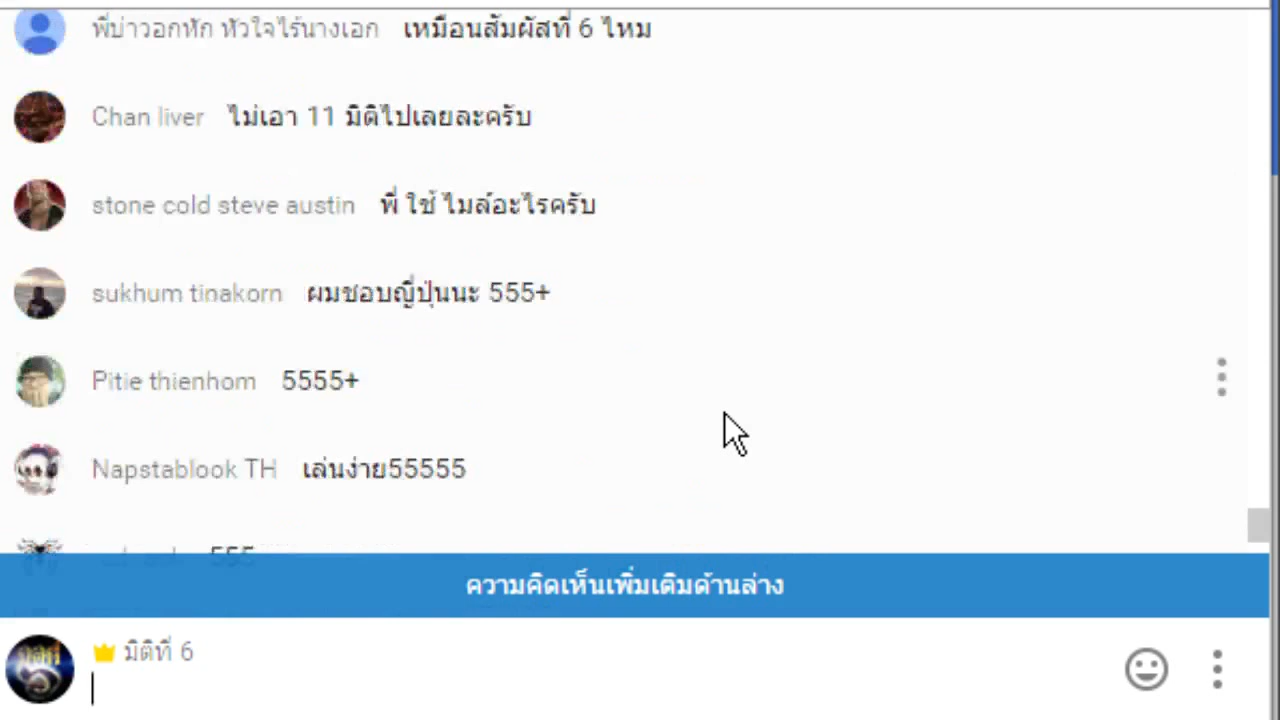 พี่บ่าวอกหัก หัวใจไร้นางเอก เหมือนสัมผัสที่ 6 ไหม
Chan liver ไม่เอา 11 มิติไปเลยละครับ
stone cold steve austin พี่ ใช้ ไมล์อะไรครับ
sukhum tinakorn ผมชอบญี่ปุ่นนะ 555+
Pitie thienhom 5555+
Napstablook TH เล่นง่าย55555
555
ความคิดเห็นเพิ่มเติมด้านล่าง
มิติที่ 6